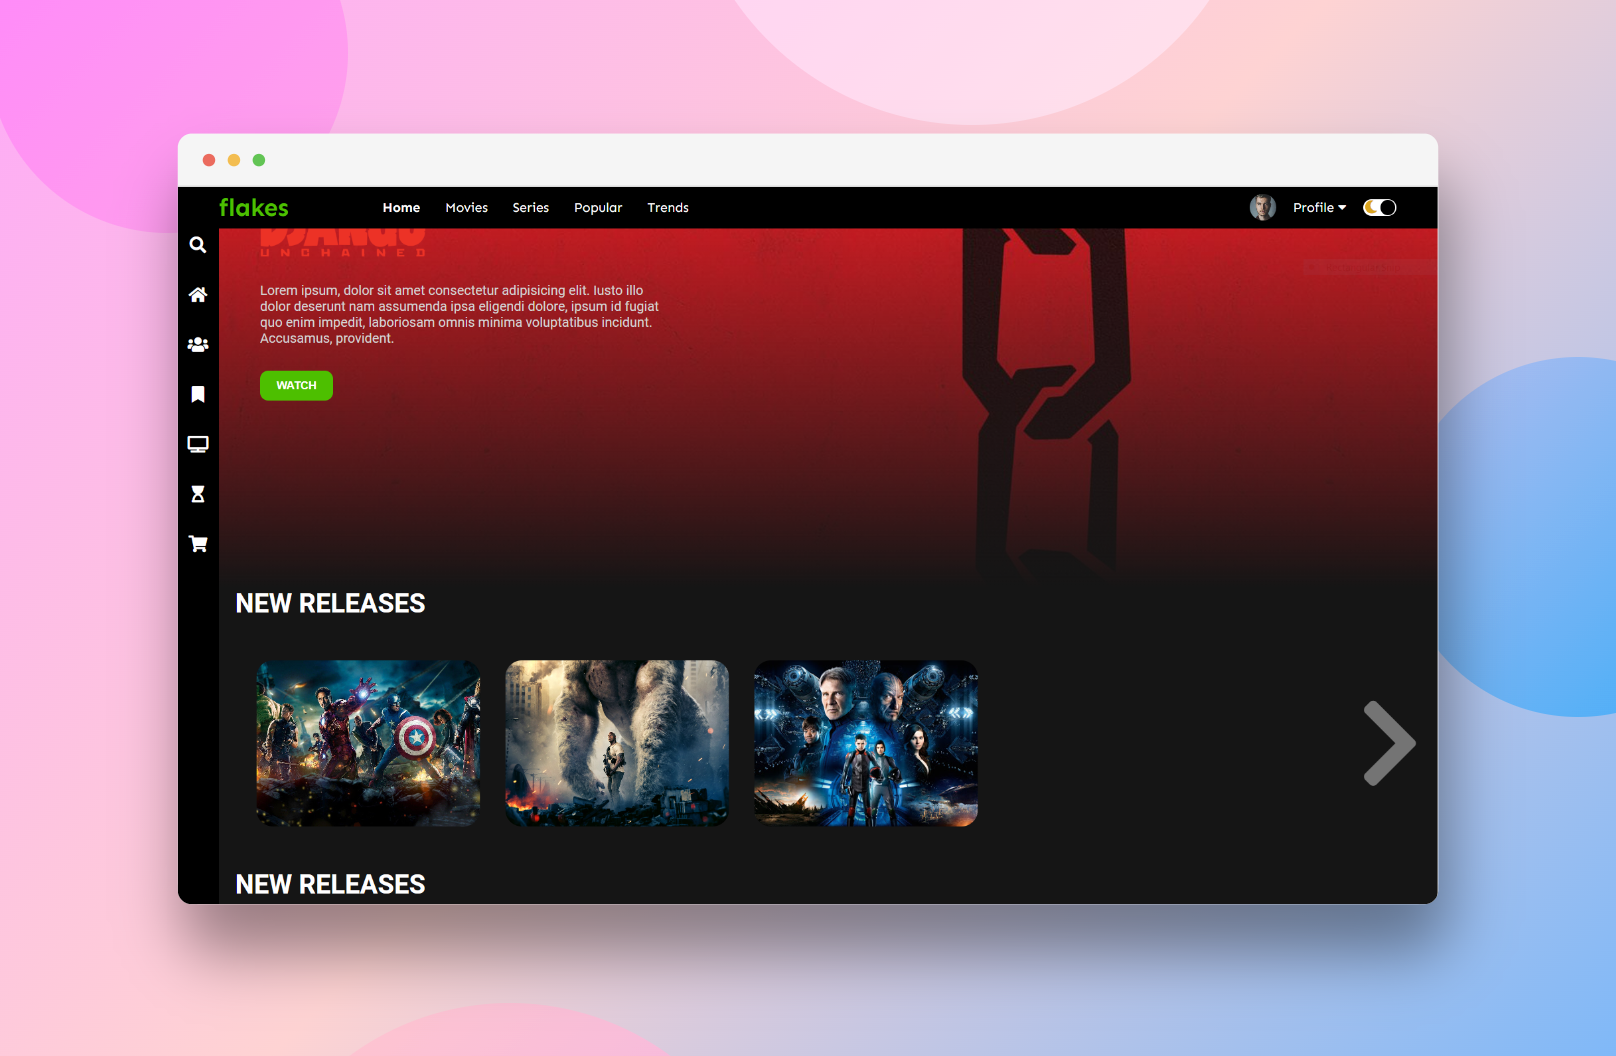 flakes
Home Movies Series Popular Trends
Profile
DJANGO
UNCHAINED
Lorem ipsum, dolor sit amet consectetur adipisicing elit. Iusto illo
dolor deserunt nam assumenda ipsa eligendi dolore, ipsum id fugiat
quo enim impedit, laboriosam omnis minima voluptatibus incidunt.
Accusamus, provident.
WATCH
NEW RELEASES
NEW RELEASES